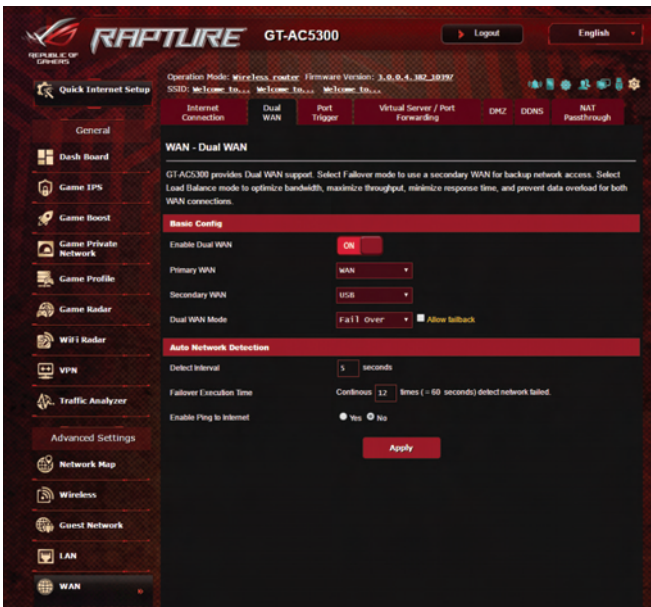 REPUBLIC OF GAMERS
RAPTURE GT-AC5300
Logout
English
Quick Internet Setup
General
Dash Board
Game IPS
Game Boost
Game Private Network
Game Profile
Game Radar
WiFi Radar
VPN
Traffic Analyzer
Advanced Settings
Network Map
Wireless
Guest Network
LAN
WAN
Operation Mode: Wireless router Firmware Version: 3.0.0.4.382_10397
SSID: Welcome to... Welcome to... Welcome to...
Internet Connection
Dual WAN
Port Trigger
Virtual Server / Port Forwarding
DMZ
DDNS
NAT Passthrough
WAN - Dual WAN
GT-AC5300 provides Dual WAN support. Select Failover mode to use a secondary WAN for backup network access. Select
Load Balance mode to optimize bandwidth, maximize throughput, minimize response time, and prevent data overload for both
WAN connections.
Basic Config
Enable Dual WAN ON
Primary WAN WAN
Secondary WAN USB
Dual WAN Mode Fail Over Allow failback
Auto Network Detection
Detect Interval 5 seconds
Failover Execution Time Continous 12 times ( = 60 seconds) detect network failed.
Enable Ping to Internet Yes No
Apply